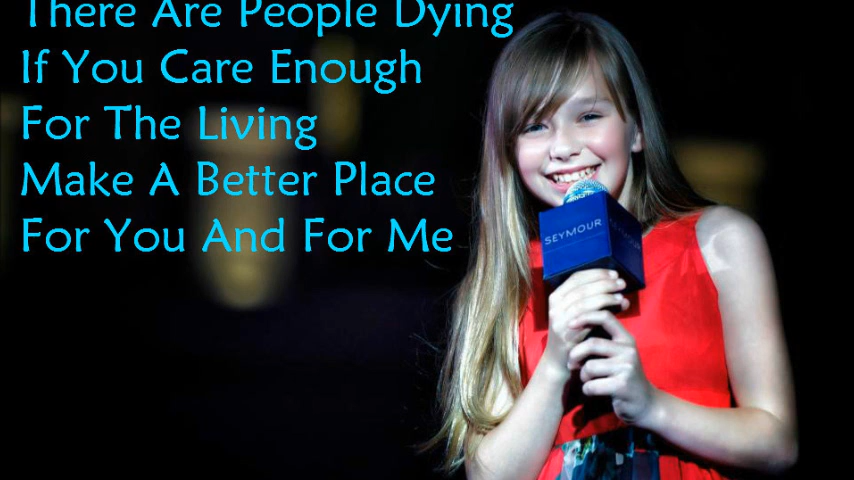 There Are People Dying
If You Care Enough
For The Living
Make A Better Place
For You And For Me
SEYMOUR
SEYMOUR